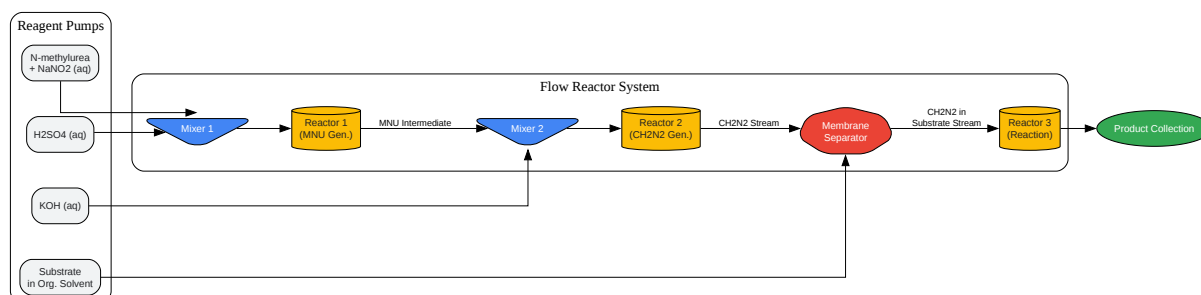 Reagent Pumps
N-methylurea
+ NaNO2 (aq)
H2SO4 (aq)
KOH (aq)
Substrate
in Org. Solvent
Flow Reactor System
Mixer 1
Reactor 1
(MNU Gen.)
MNU Intermediate
Mixer 2
Reactor 2
(CH2N2 Gen.)
CH2N2 Stream
Membrane
Separator
CH2N2 in
Substrate Stream
Reactor 3
(Reaction)
Product Collection